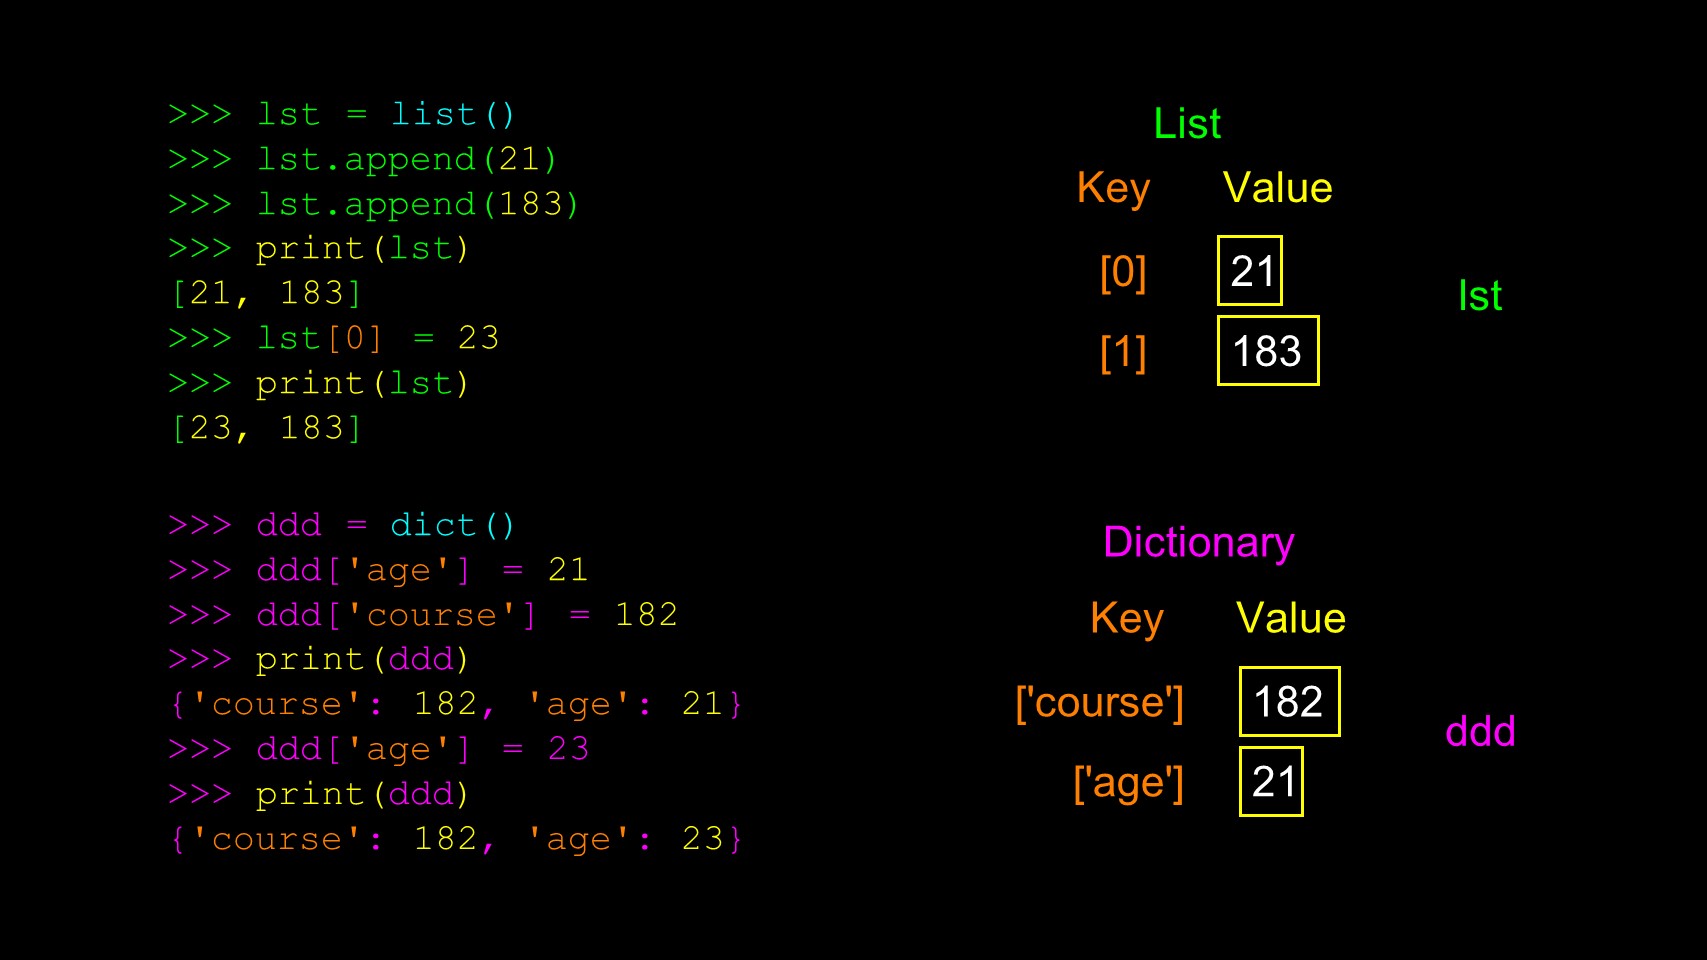 >>> lst = list()
>>> lst.append(21)
>>> lst.append(183)
>>> print(lst)
[21, 183]
>>> lst[0] = 23
>>> print(lst)
[23, 183]
List
Key Value
[0] 21
lst
[1] 183
>>> ddd = dict()
>>> ddd['age'] = 21
>>> ddd['course'] = 182
>>> print(ddd)
{'course': 182, 'age': 21}
>>> ddd['age'] = 23
>>> print(ddd)
{'course': 182, 'age': 23}
Dictionary
Key Value
['course'] 182
ddd
['age'] 21